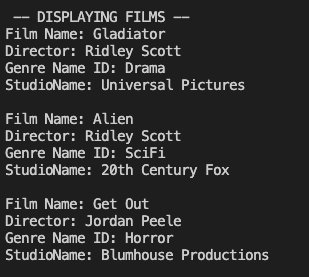 -- DISPLAYING FILMS --
Film Name: Gladiator
Director: Ridley Scott
Genre Name ID: Drama
StudioName: Universal Pictures

Film Name: Alien
Director: Ridley Scott
Genre Name ID: SciFi
StudioName: 20th Century Fox

Film Name: Get Out
Director: Jordan Peele
Genre Name ID: Horror
StudioName: Blumhouse Productions